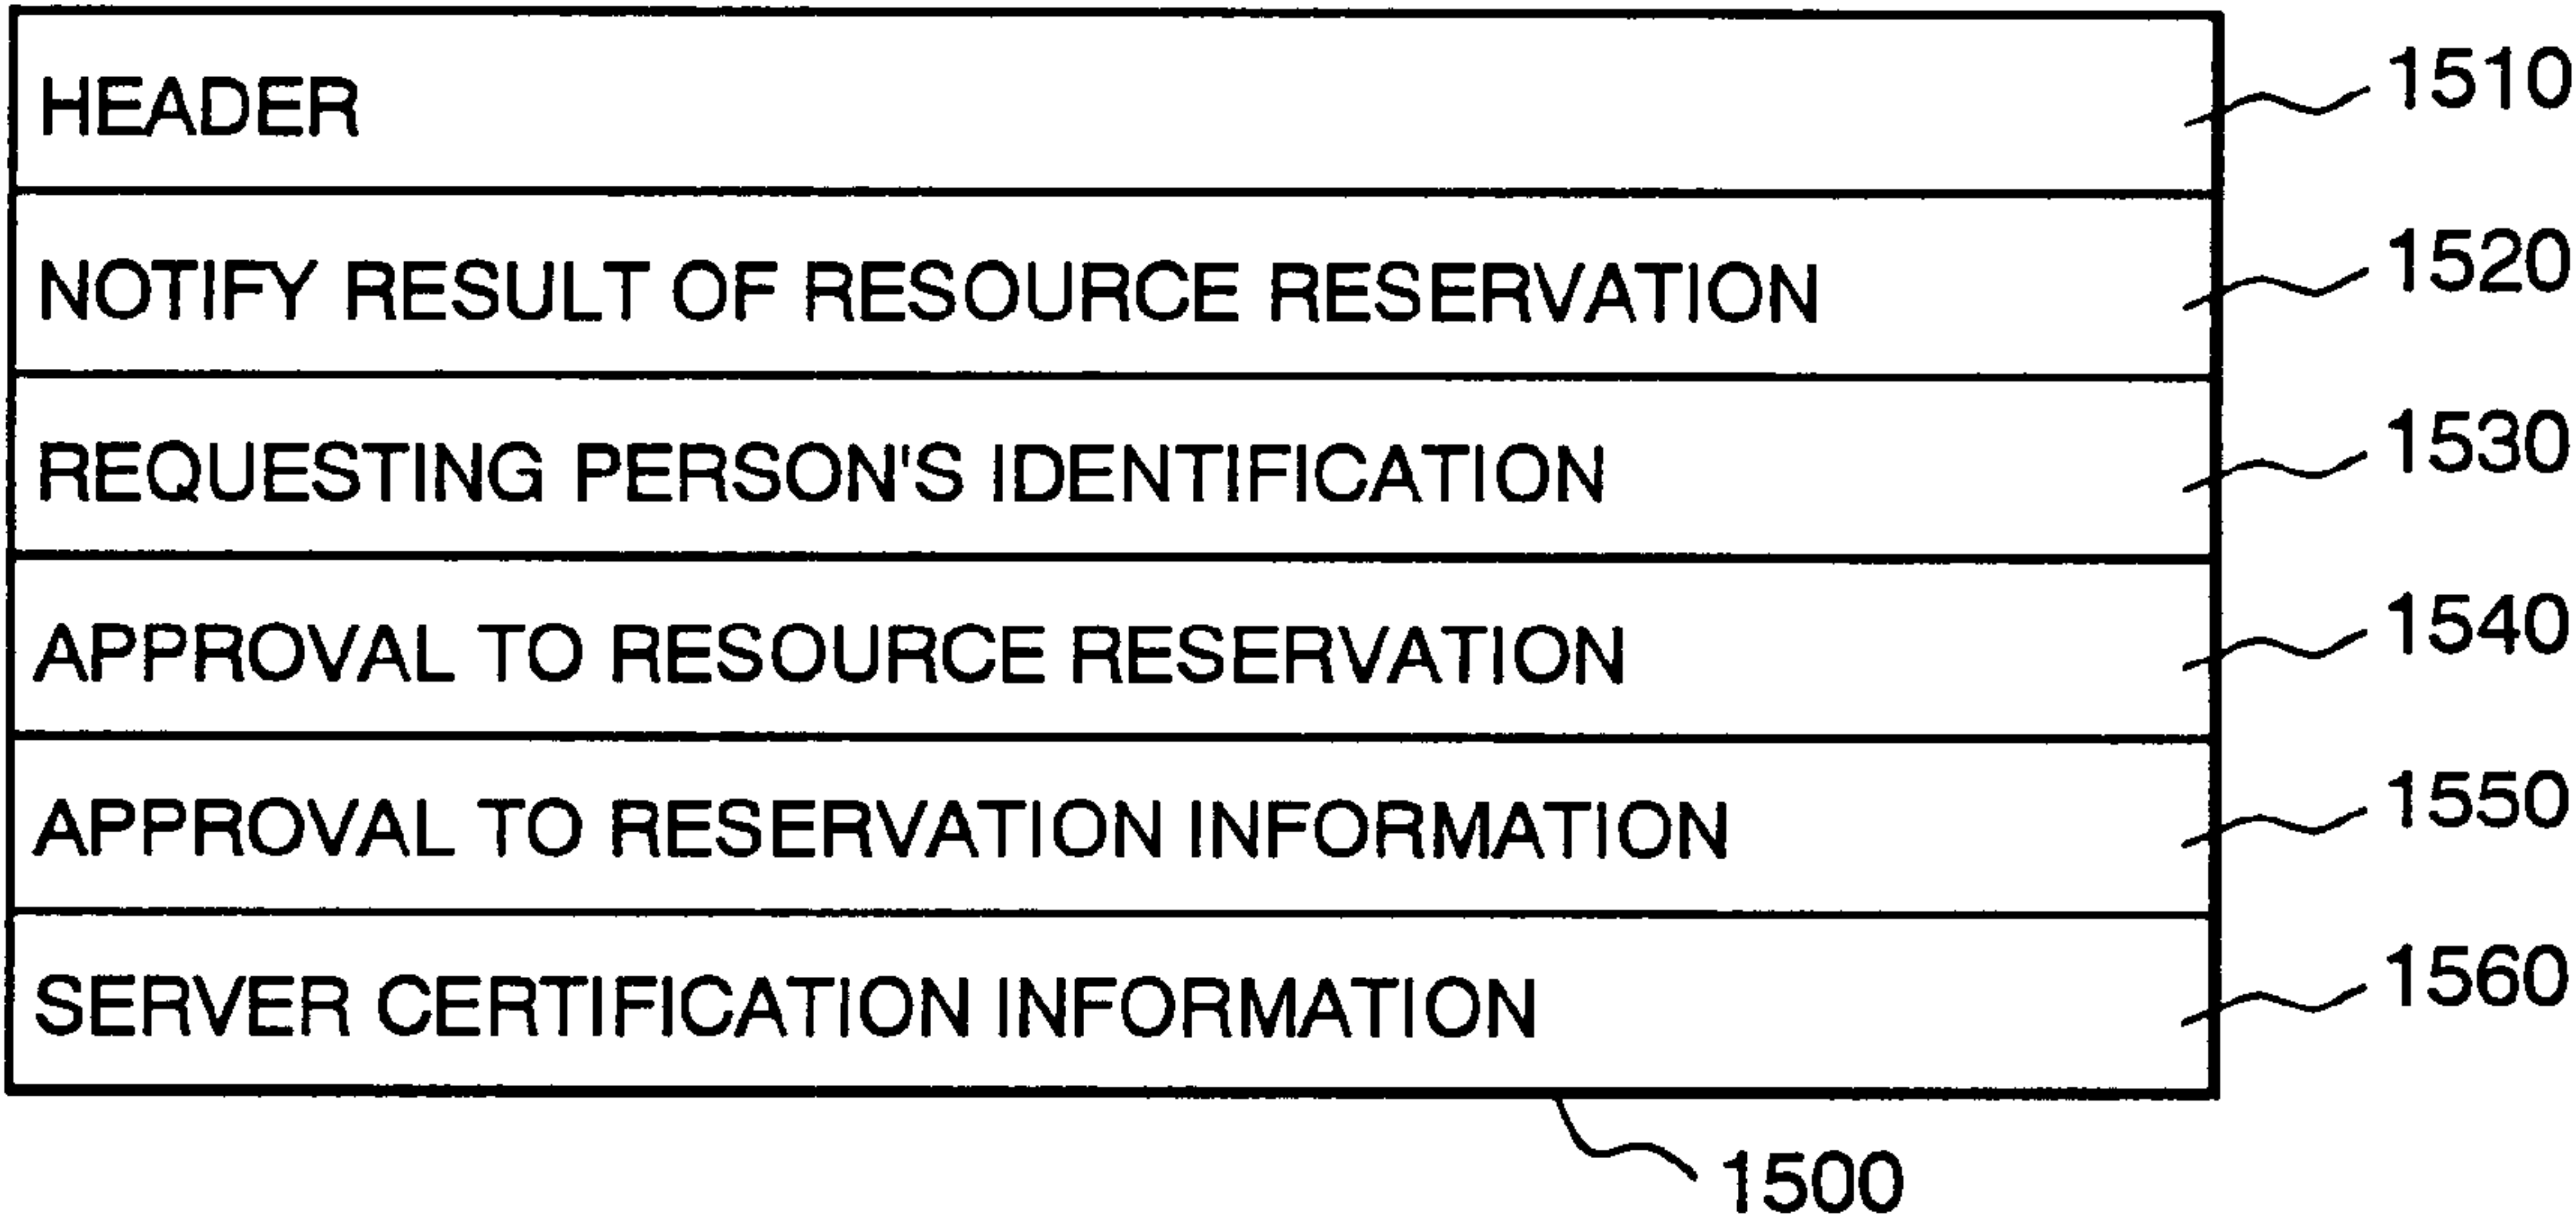 HEADER 1510
NOTIFY RESULT OF RESOURCE RESERVATION 1520
REQUESTING PERSON'S IDENTIFICATION 1530
APPROVAL TO RESOURCE RESERVATION 1540
APPROVAL TO RESERVATION INFORMATION 1550
SERVER CERTIFICATION INFORMATION 1560
1500